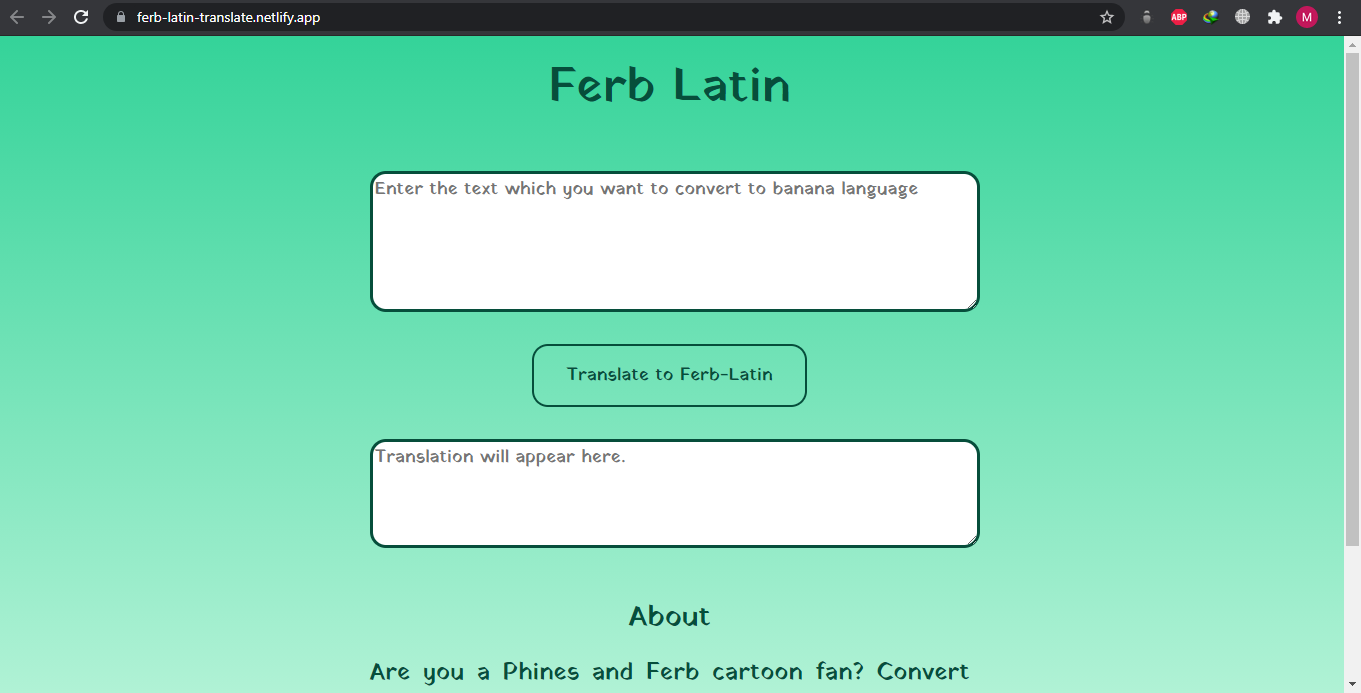 ferb-latin-translate.netlify.app
ABP
M
Ferb Latin
Enter the text which you want to convert to banana language
Translate to Ferb-Latin
Translation will appear here.
About
Are you a Phines and Ferb cartoon fan? Convert